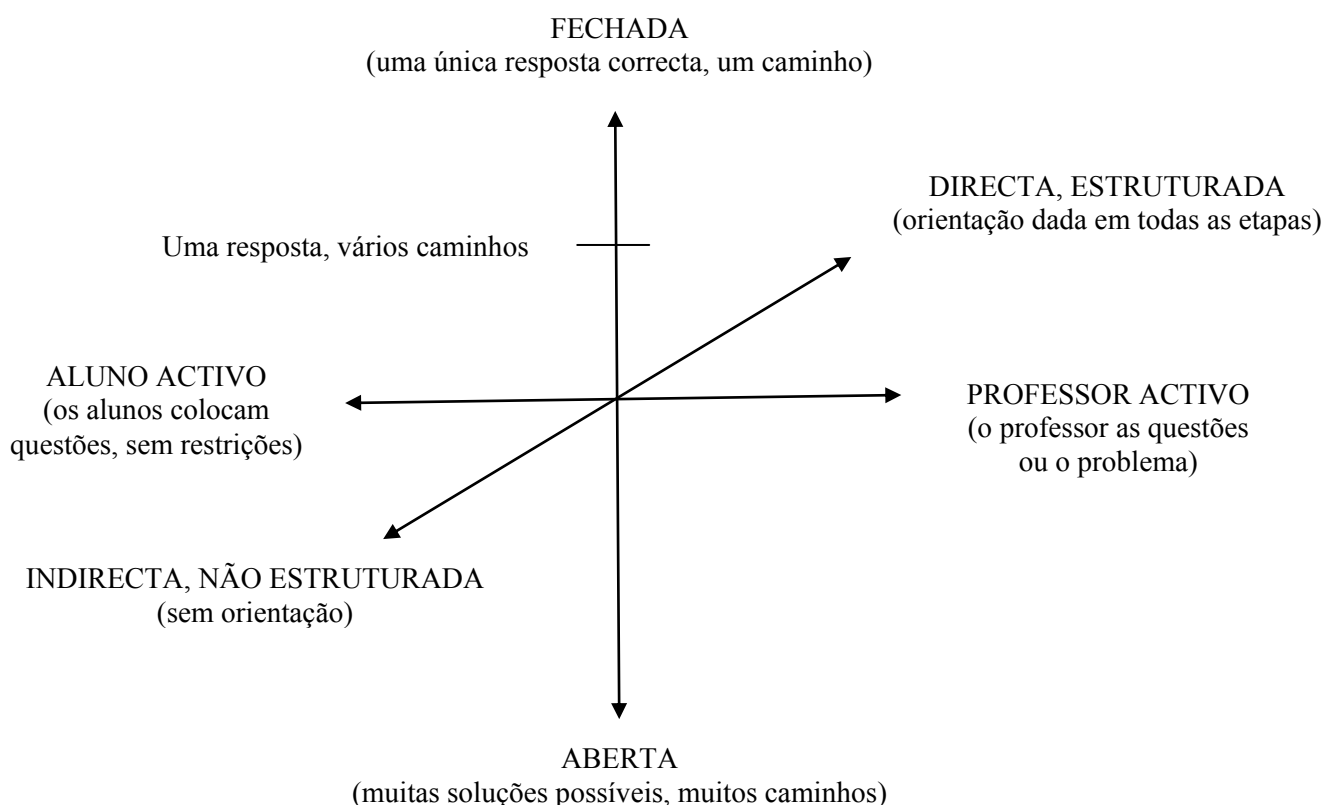 FECHADA
(uma única resposta correcta, um caminho)
DIRECTA, ESTRUTURADA
(orientação dada em todas as etapas)
Uma resposta, vários caminhos
ALUNO ACTIVO
(os alunos colocam
questões, sem restrições)
PROFESSOR ACTIVO
(o professor as questões
ou o problema)
INDIRECTA, NÃO ESTRUTURADA
(sem orientação)
ABERTA
(muitas soluções possíveis, muitos caminhos)